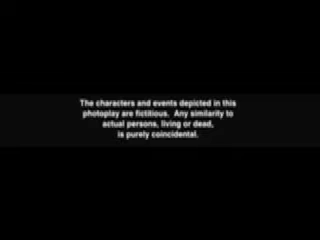 The characters and events depicted in this
photoplay are fictitious.  Any similarity to
actual persons, living or dead,
is purely coincidental.